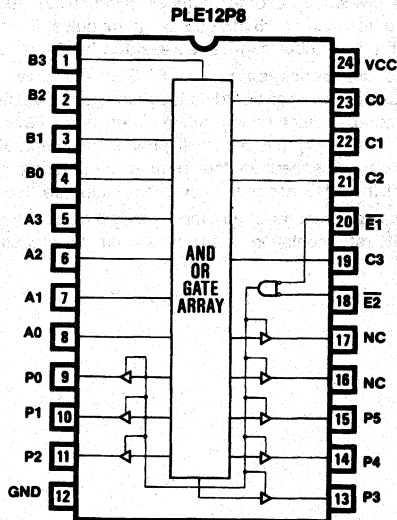 PLE12P8
B3 1
B2 2
B1 3
B0 4
A3 5
A2 6
A1 7
A0 8
P0 9
P1 10
P2 11
GND 12
AND
OR
GATE
ARRAY
24 VCC
23 C0
22 C1
21 C2
20 E1
19 C3
18 E2
17 NC
16 NC
15 P5
14 P4
13 P3